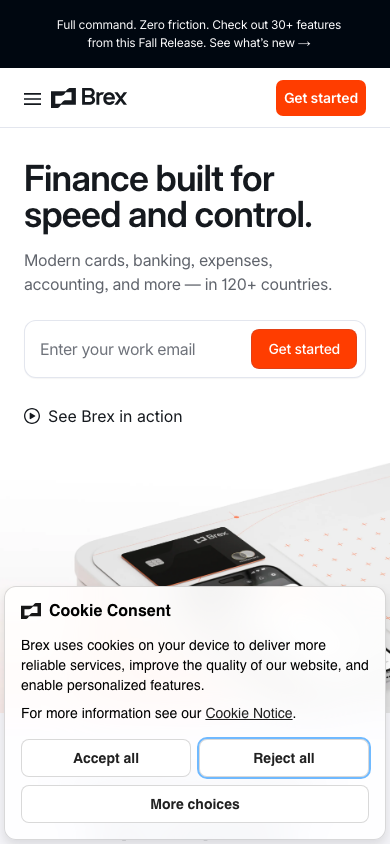 Full command. Zero friction. Check out 30+ features
from this Fall Release. See what's new →
Brex
Get started
Finance built for
speed and control.
Modern cards, banking, expenses,
accounting, and more — in 120+ countries.
Enter your work email
Get started
See Brex in action
Brex
Cookie Consent
Brex uses cookies on your device to deliver more
reliable services, improve the quality of our website, and
enable personalized features.
For more information see our Cookie Notice.
Accept all
Reject all
More choices